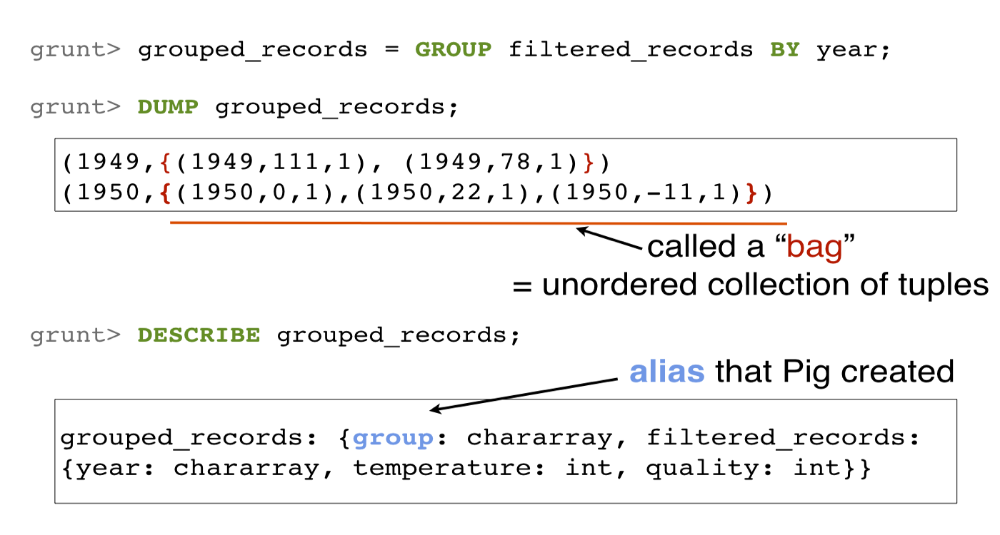 grunt> grouped_records = GROUP filtered_records BY year;
grunt> DUMP grouped_records;
(1949,{(1949,111,1), (1949,78,1)})
(1950,{(1950,0,1),(1950,22,1),(1950,-11,1)})
called a “bag”
= unordered collection of tuples
grunt> DESCRIBE grouped_records;
alias that Pig created
grouped_records: {group: chararray, filtered_records:
{year: chararray, temperature: int, quality: int}}